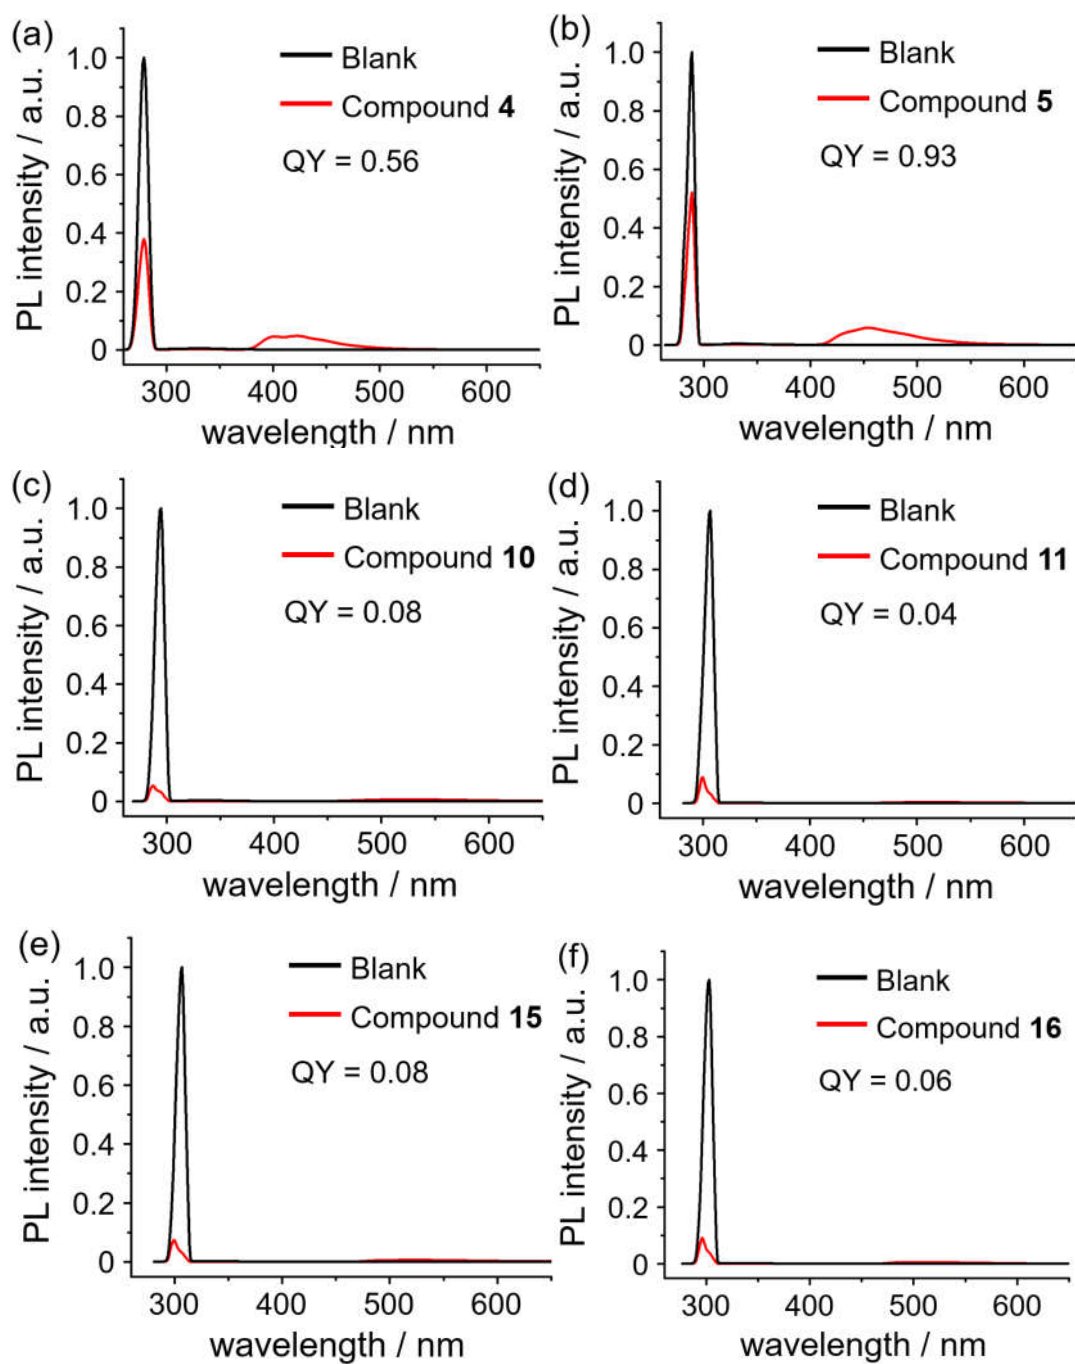 (a)
Blank
Compound 4
QY = 0.56
PL intensity / a.u.
1.0
0.8
0.6
0.4
0.2
0
300 400 500 600
wavelength / nm
(b)
Blank
Compound 5
QY = 0.93
PL intensity / a.u.
1.0
0.8
0.6
0.4
0.2
0
300 400 500 600
wavelength / nm
(c)
Blank
Compound 10
QY = 0.08
PL intensity / a.u.
1.0
0.8
0.6
0.4
0.2
0
300 400 500 600
wavelength / nm
(d)
Blank
Compound 11
QY = 0.04
PL intensity / a.u.
1.0
0.8
0.6
0.4
0.2
0
300 400 500 600
wavelength / nm
(e)
Blank
Compound 15
QY = 0.08
PL intensity / a.u.
1.0
0.8
0.6
0.4
0.2
0
300 400 500 600
wavelength / nm
(f)
Blank
Compound 16
QY = 0.06
PL intensity / a.u.
1.0
0.8
0.6
0.4
0.2
0
300 400 500 600
wavelength / nm